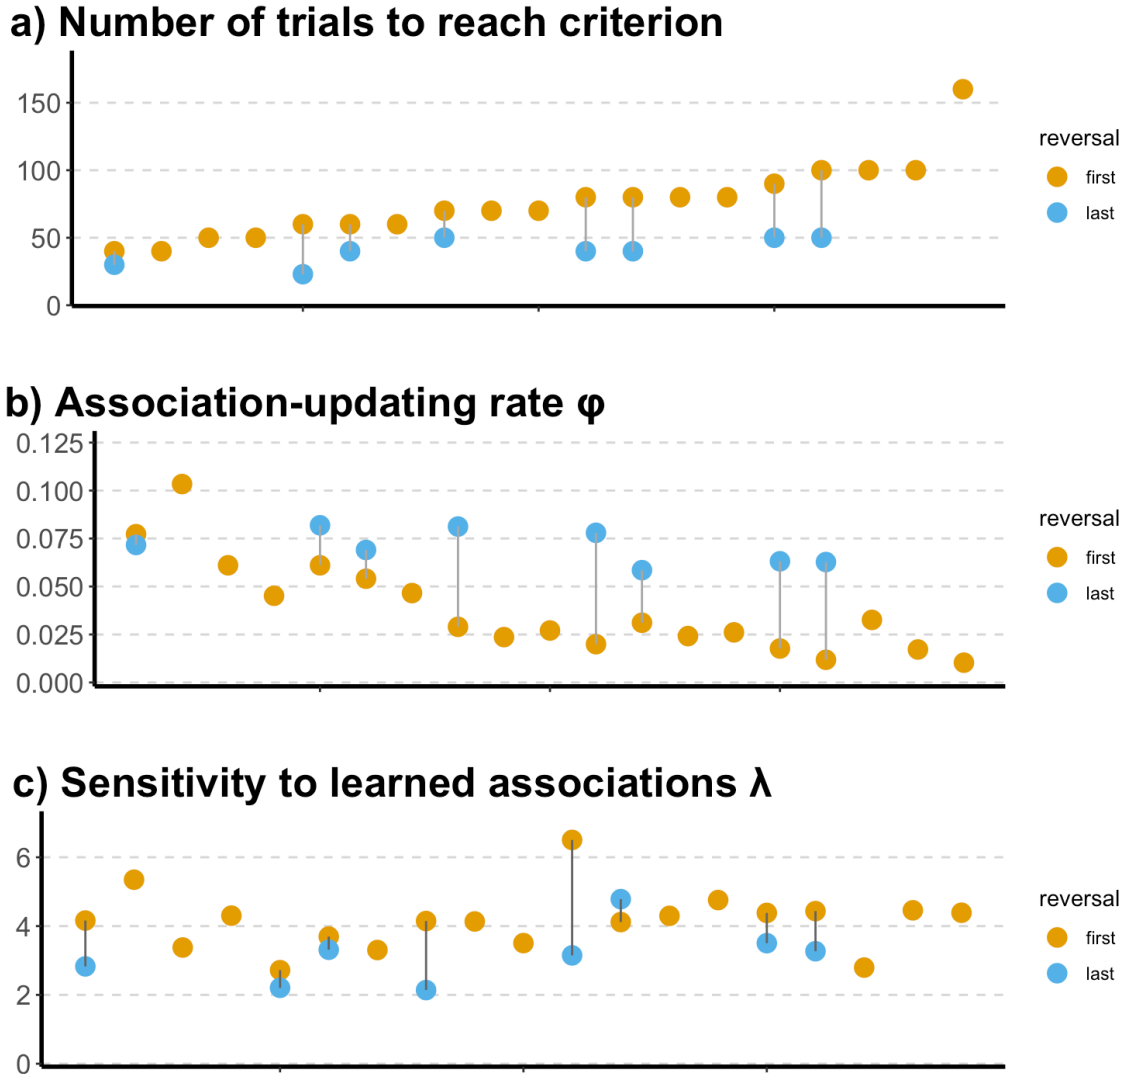 a) Number of trials to reach criterion
150
100
50
0
reversal
first
last
b) Association-updating rate φ
0.125
0.100
0.075
0.050
0.025
0.000
reversal
first
last
c) Sensitivity to learned associations λ
6
4
2
0
reversal
first
last